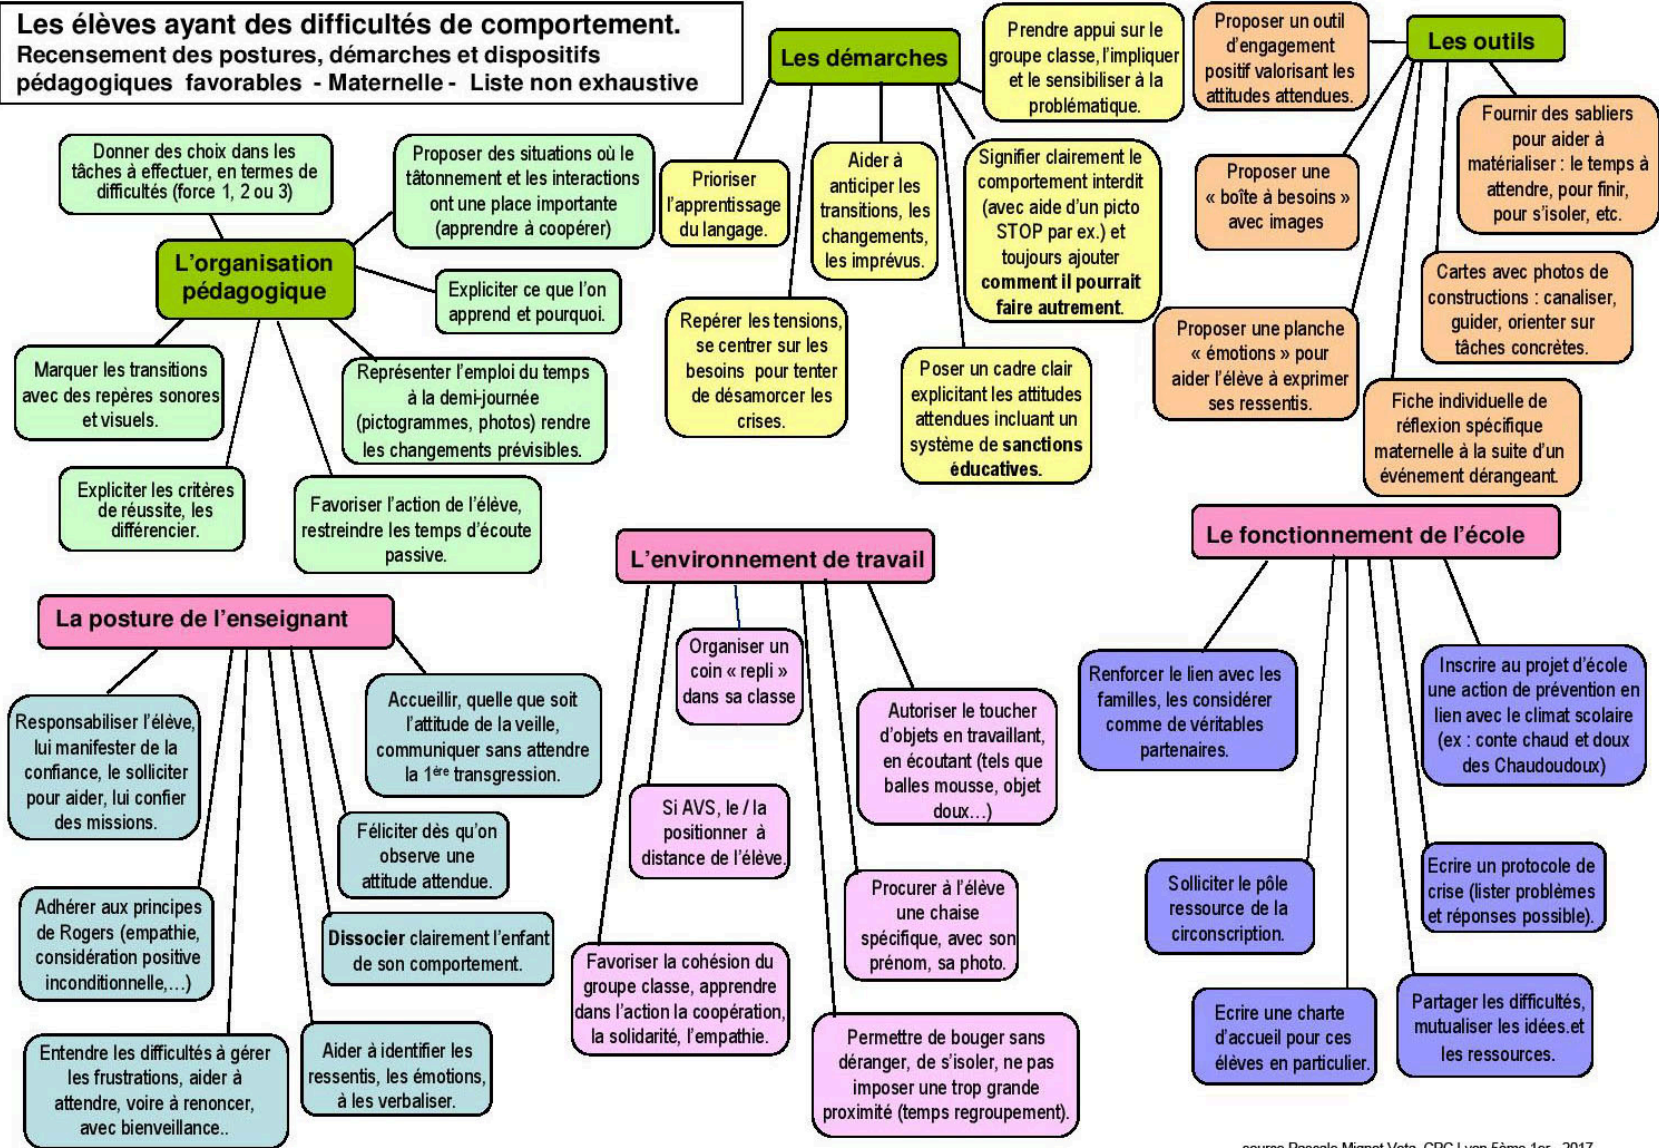 Les élèves ayant des difficultés de comportement.
Recensement des postures, démarches et dispositifs
pédagogiques favorables - Maternelle - Liste non exhaustive
L'organisation
pédagogique
Donner des choix dans les
tâches à effectuer, en termes de
difficultés (force 1, 2 ou 3)
Proposer des situations où le
tâtonnement et les interactions
ont une place importante
(apprendre à coopérer)
Expliciter ce que l'on
apprend et pourquoi.
Marquer les transitions
avec des repères sonores
et visuels.
Représenter l'emploi du temps
à la demi-journée
(pictogrammes, photos) rendre
les changements prévisibles.
Expliciter les critères
de réussite, les
différencier.
Favoriser l'action de l'élève,
restreindre les temps d'écoute
passive.
Les démarches
Prendre appui sur le
groupe classe, l'impliquer
et le sensibiliser à la
problématique.
Prioriser
l'apprentissage
du langage.
Aider à
anticiper les
transitions, les
changements,
les imprévus.
Signifier clairement le
comportement interdit
(avec aide d'un picto
STOP par ex.) et
toujours ajouter
comment il pourrait
faire autrement.
Repérer les tensions,
se centrer sur les
besoins pour tenter
de désamorcer les
crises.
Poser un cadre clair
explicitant les attitudes
attendues incluant un
système de sanctions
éducatives.
Les outils
Proposer un outil
d'engagement
positif valorisant les
attitudes attendues.
Fournir des sabliers
pour aider à
matérialiser : le temps à
attendre, pour finir,
pour s'isoler, etc.
Proposer une
« boîte à besoins »
avec images
Cartes avec photos de
constructions : canaliser,
guider, orienter sur
tâches concrètes.
Proposer une planche
« émotions » pour
aider l'élève à exprimer
ses ressentis.
Fiche individuelle de
réflexion spécifique
maternelle à la suite d'un
événement dérangeant.
La posture de l'enseignant
Responsabiliser l'élève,
lui manifester de la
confiance, le solliciter
pour aider, lui confier
des missions.
Accueillir, quelle que soit
l'attitude de la veille,
communiquer sans attendre
la 1ère transgression.
Féliciter dès qu'on
observe une
attitude attendue.
Adhérer aux principes
de Rogers (empathie,
considération positive
inconditionnelle,…)
Dissocier clairement l'enfant
de son comportement.
Entendre les difficultés à gérer
les frustrations, aider à
attendre, voire à renoncer,
avec bienveillance..
Aider à identifier les
ressentis, les émotions,
à les verbaliser.
L'environnement de travail
Organiser un
coin « repli »
dans sa classe
Autoriser le toucher
d'objets en travaillant,
en écoutant (tels que
balles mousse, objet
doux…)
Si AVS, le / la
positionner à
distance de l'élève.
Procurer à l'élève
une chaise
spécifique, avec son
prénom, sa photo.
Favoriser la cohésion du
groupe classe, apprendre
dans l'action la coopération,
la solidarité, l'empathie.
Permettre de bouger sans
déranger, de s'isoler, ne pas
imposer une trop grande
proximité (temps regroupement).
Le fonctionnement de l'école
Renforcer le lien avec les
familles, les considérer
comme de véritables
partenaires.
Inscrire au projet d'école
une action de prévention en
lien avec le climat scolaire
(ex : conte chaud et doux
des Chaudoudoux)
Solliciter le pôle
ressource de la
circonscription.
Ecrire un protocole de
crise (lister problèmes
et réponses possible).
Ecrire une charte
d'accueil pour ces
élèves en particulier.
Partager les difficultés,
mutualiser les idées.et
les ressources.
source Pascale Mignot Veto, CPC Lyon 5ème 1er - 2017